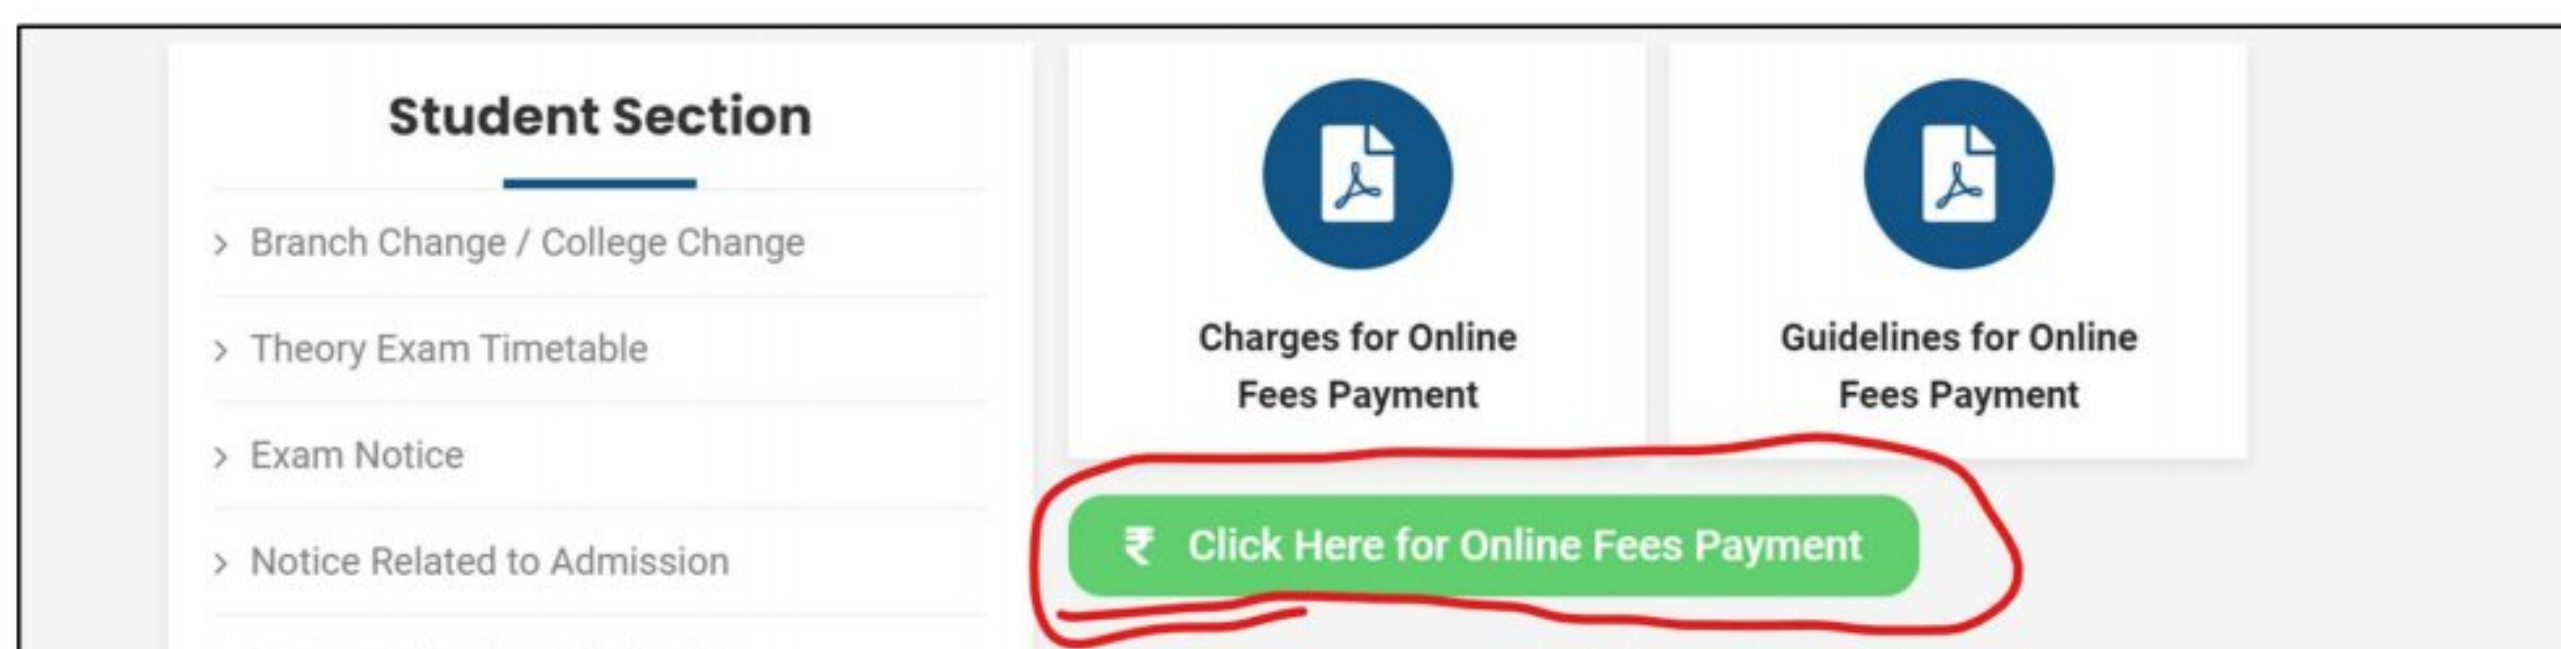 Student Section
Branch Change / College Change
Theory Exam Timetable
Exam Notice
Notice Related to Admission
Charges for Online
Fees Payment
Guidelines for Online
Fees Payment
₹ Click Here for Online Fees Payment